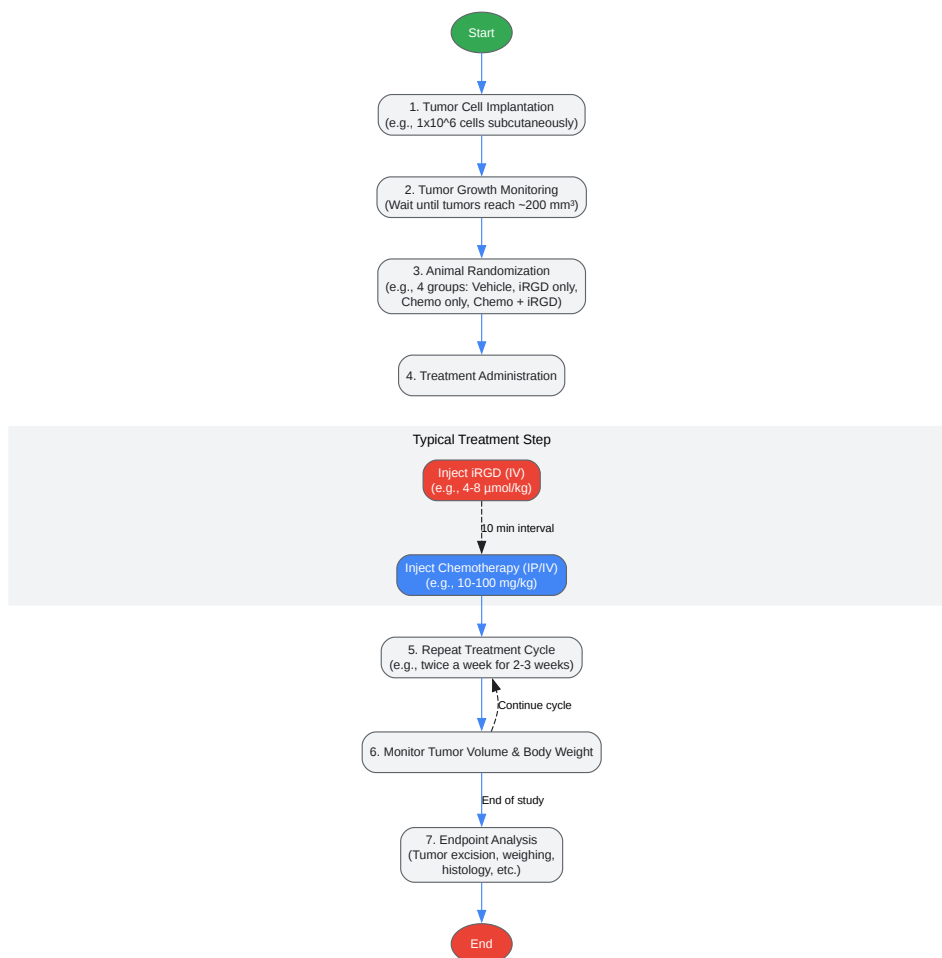 Start
1. Tumor Cell Implantation
(e.g., 1x10^6 cells subcutaneously)
2. Tumor Growth Monitoring
(Wait until tumors reach ~200 mm³)
3. Animal Randomization
(e.g., 4 groups: Vehicle, iRGD only,
Chemo only, Chemo + iRGD)
4. Treatment Administration
Typical Treatment Step
Inject iRGD (IV)
(e.g., 4-8 µmol/kg)
10 min interval
Inject Chemotherapy (IP/IV)
(e.g., 10-100 mg/kg)
5. Repeat Treatment Cycle
(e.g., twice a week for 2-3 weeks)
Continue cycle
6. Monitor Tumor Volume & Body Weight
End of study
7. Endpoint Analysis
(Tumor excision, weighing,
histology, etc.)
End